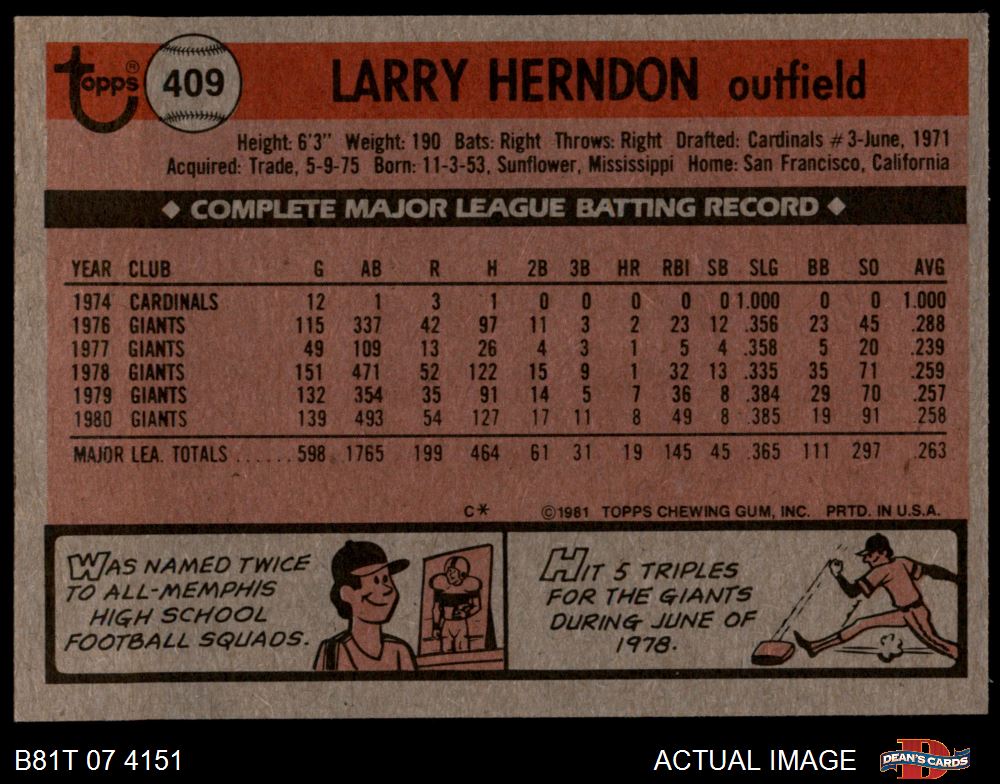 Topps® 409 LARRY HERNDON outfield
Height: 6'3" Weight: 190 Bats: Right Throws: Right Drafted: Cardinals #3-June, 1971
Acquired: Trade, 5-9-75 Born: 11-3-53, Sunflower, Mississippi Home: San Francisco, California
◆ COMPLETE MAJOR LEAGUE BATTING RECORD ◆
YEAR CLUB G AB R H 2B 3B HR RBI SB SLG BB SO AVG
1974 CARDINALS 12 1 3 1 0 0 0 0 0 1.000 0 0 1.000
1976 GIANTS 115 337 42 97 11 3 2 23 12 .356 23 45 .288
1977 GIANTS 49 109 13 26 4 3 1 5 4 .358 5 20 .239
1978 GIANTS 151 471 52 122 15 9 1 32 13 .335 35 71 .259
1979 GIANTS 132 354 35 91 14 5 7 36 8 .384 29 70 .257
1980 GIANTS 139 493 54 127 17 11 8 49 8 .385 19 91 .258
MAJOR LEA. TOTALS ...... 598 1765 199 464 61 31 19 145 45 .365 111 297 .263
C* ©1981 TOPPS CHEWING GUM, INC. PRTD. IN U.S.A.
WAS NAMED TWICE
TO ALL-MEMPHIS
HIGH SCHOOL
FOOTBALL SQUADS.
HIT 5 TRIPLES
FOR THE GIANTS
DURING JUNE OF
1978.
B81T 07 4151 ACTUAL IMAGE DEAN'S CARDS